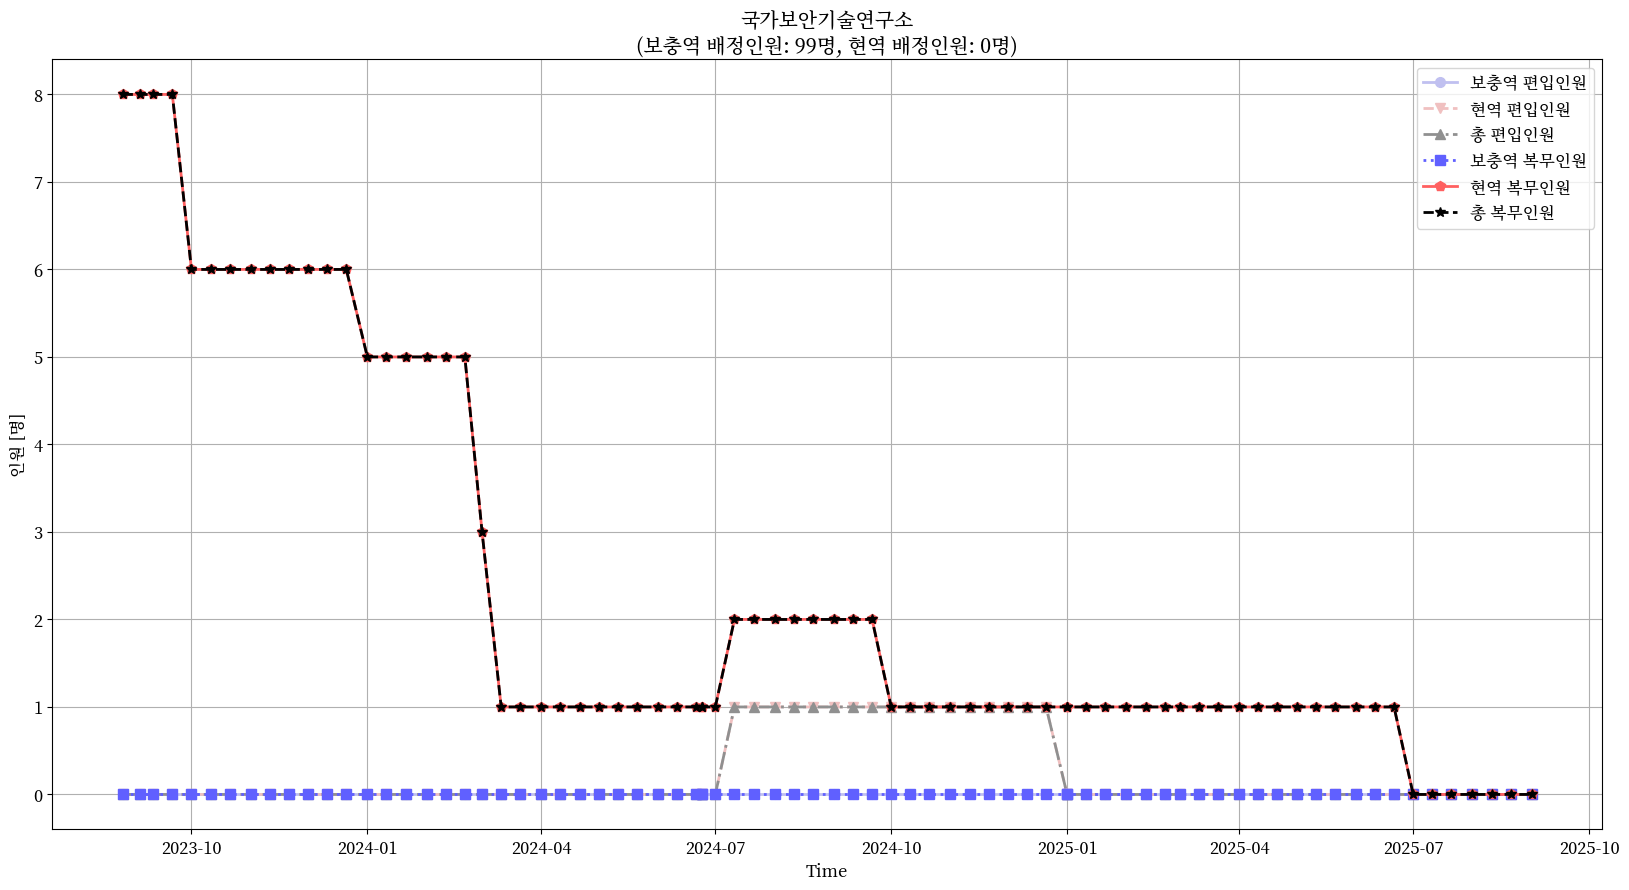 국가보안기술연구소
(보충역 배정인원: 99명, 현역 배정인원: 0명)
보충역 편입인원
현역 편입인원
총 편입인원
보충역 복무인원
현역 복무인원
총 복무인원
인원 [명]
8
7
6
5
4
3
2
1
0
2023-10
2024-01
2024-04
2024-07
2024-10
2025-01
2025-04
2025-07
2025-10
Time